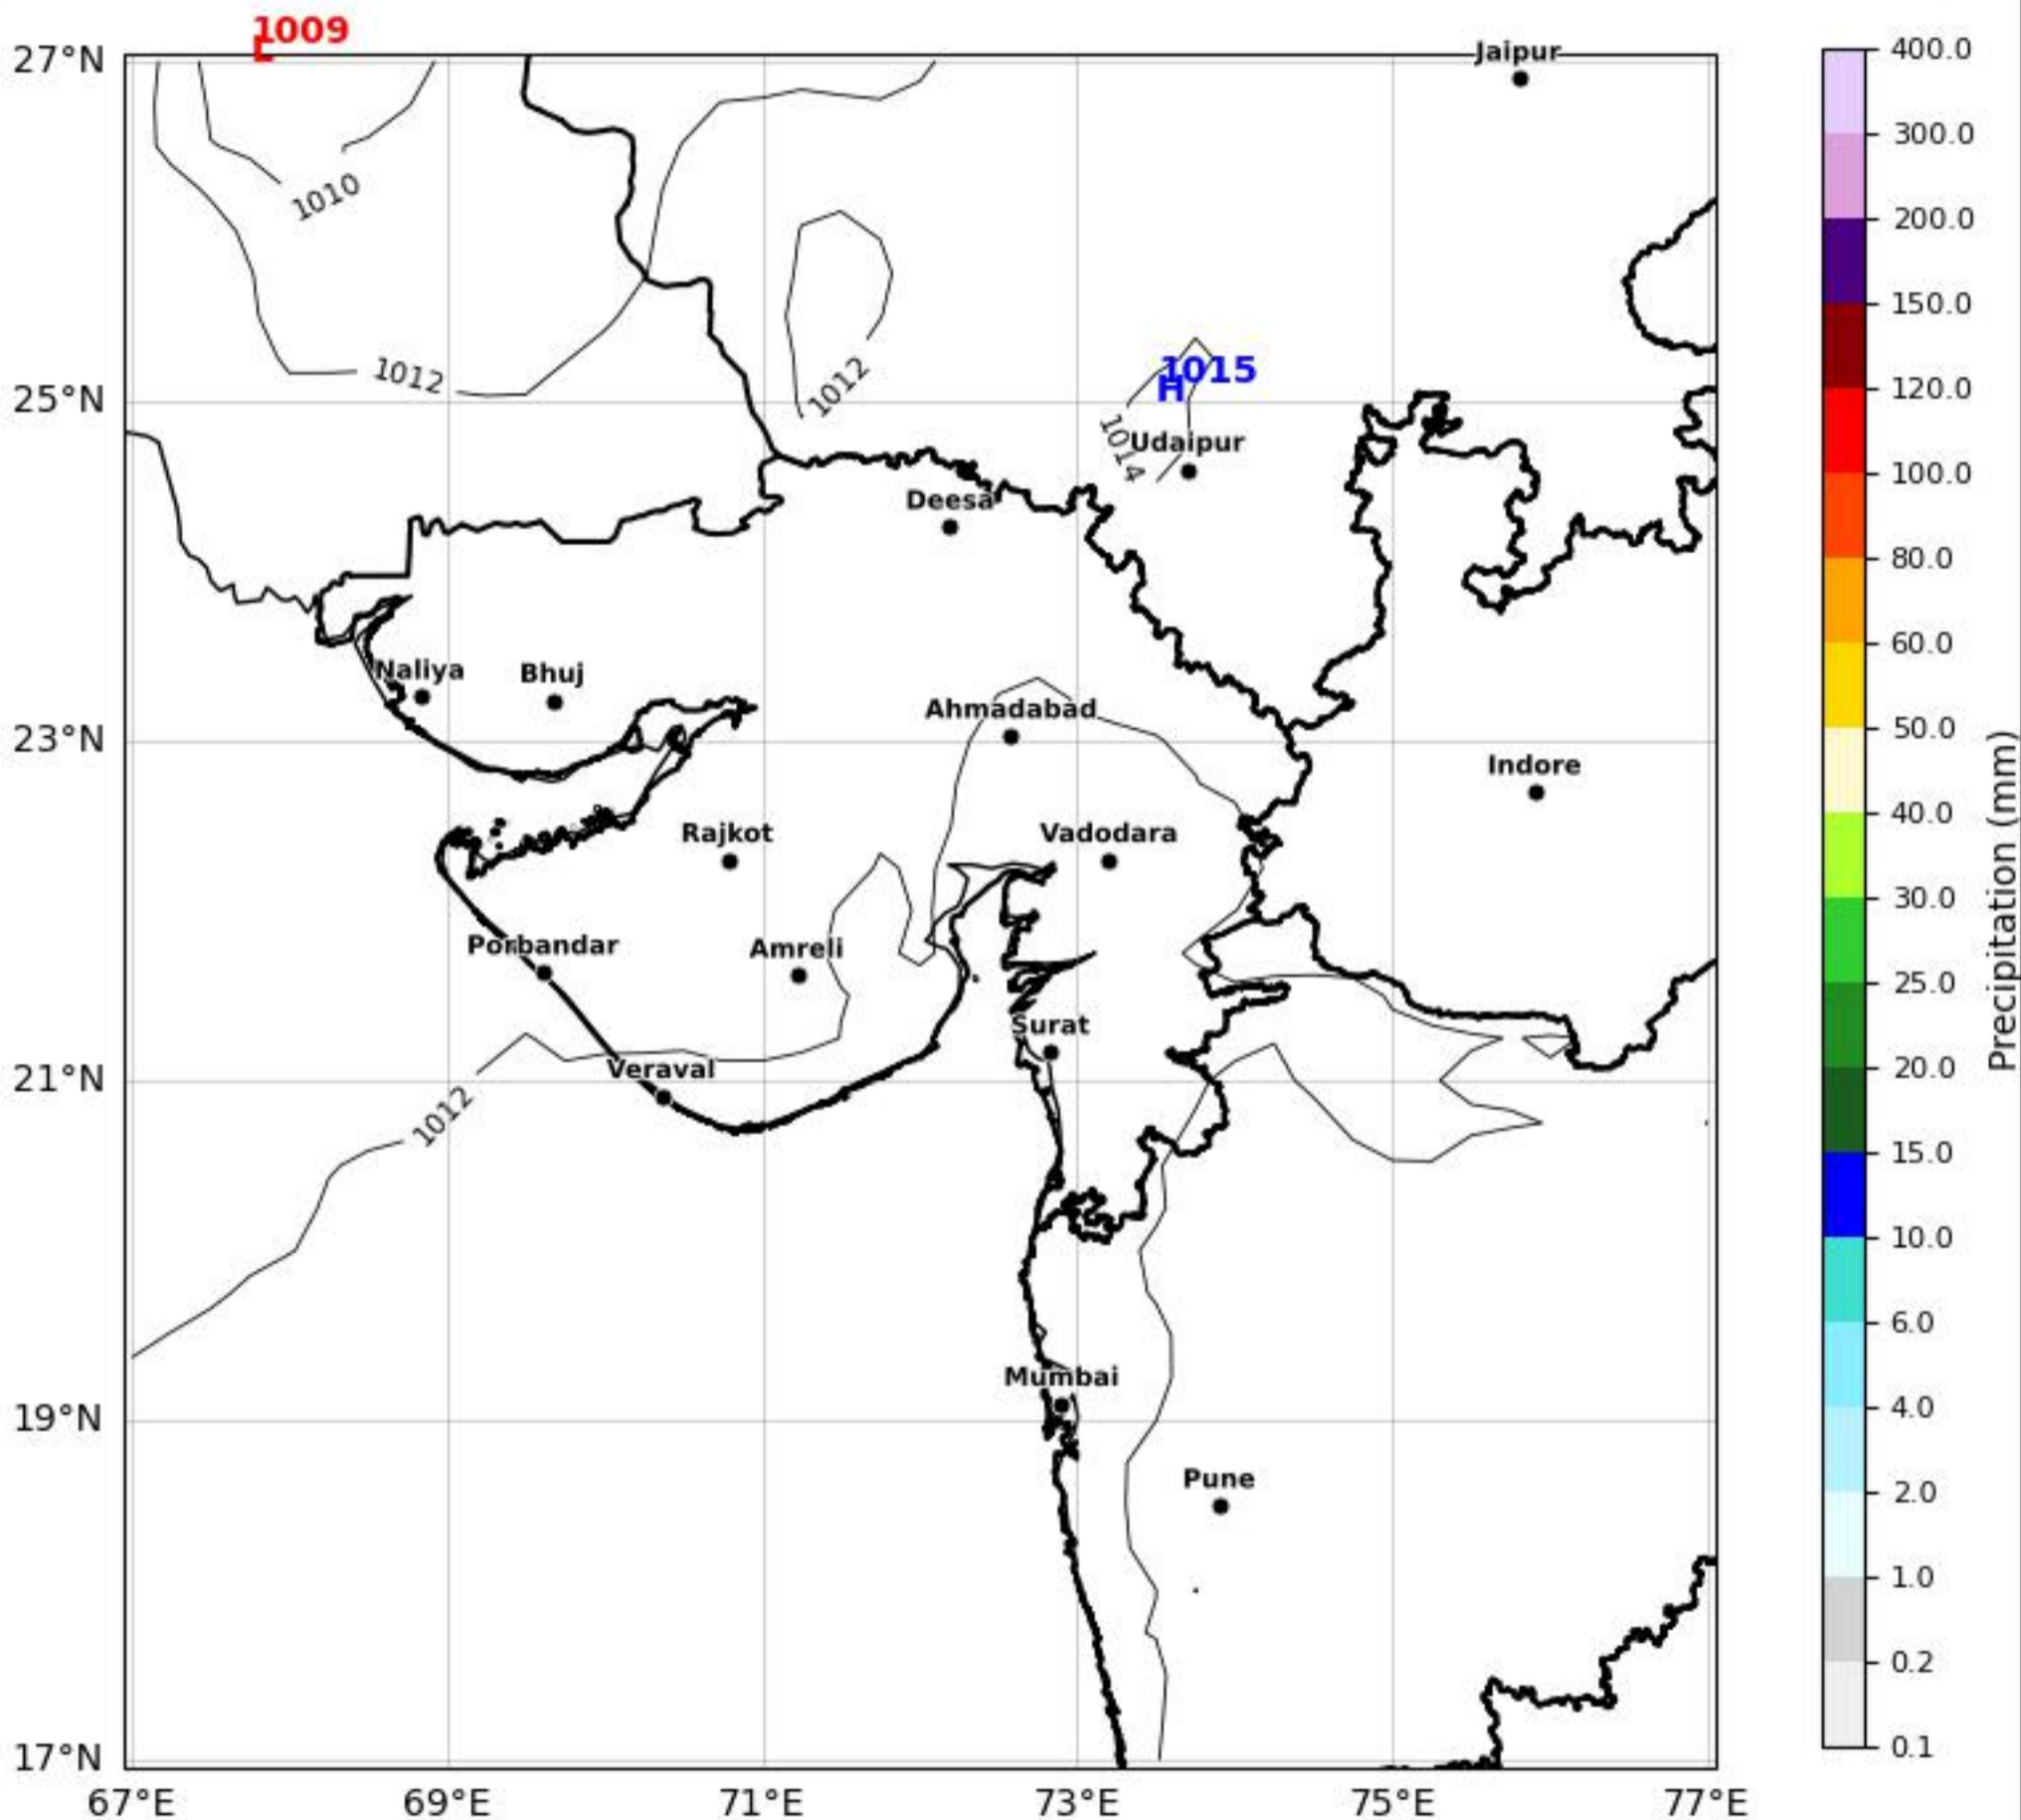 1009
L
27°N
Jaipur
400.0
300.0
1010
200.0
150.0
1012
1012
1015
H
120.0
25°N
1014
Udaipur
100.0
Deesa
80.0
60.0
Naliya
Bhuj
Ahmadabad
50.0
23°N
Indore
40.0
Rajkot
Vadodara
30.0
Porbandar
Amreli
25.0
Precipitation (mm)
Surat
21°N
Veraval
20.0
1012
15.0
10.0
6.0
Mumbai
4.0
19°N
Pune
2.0
1.0
0.2
17°N
0.1
67°E
69°E
71°E
73°E
75°E
77°E